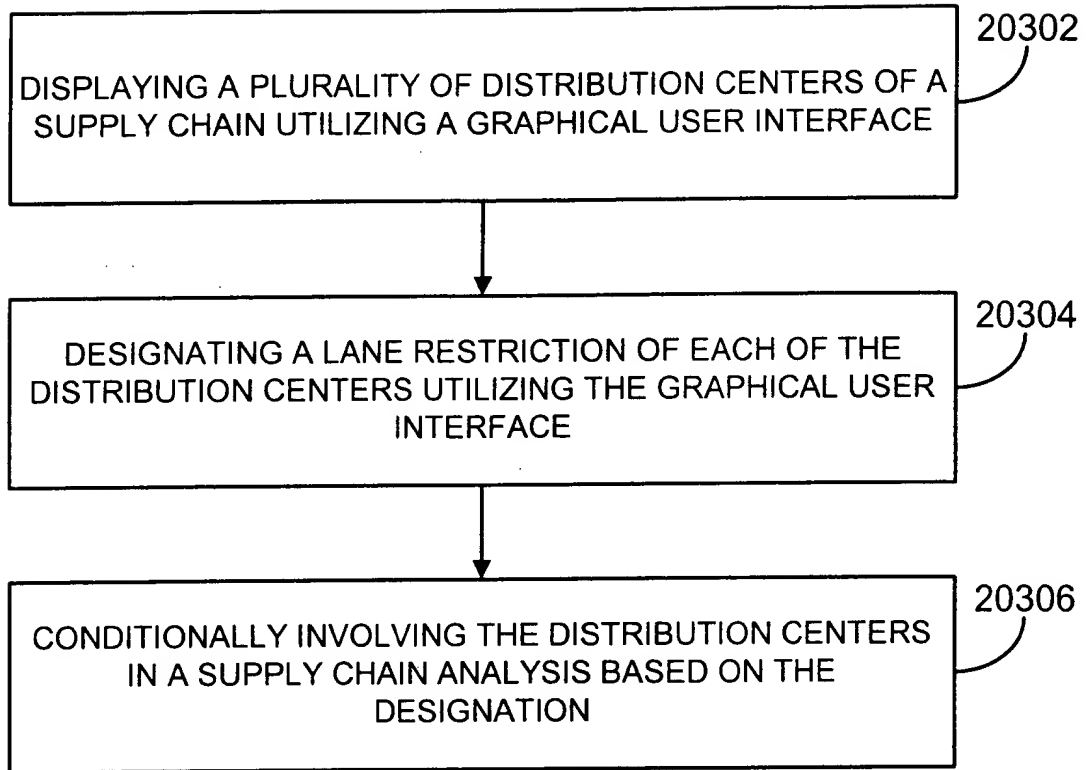 20302
DISPLAYING A PLURALITY OF DISTRIBUTION CENTERS OF A
SUPPLY CHAIN UTILIZING A GRAPHICAL USER INTERFACE
20304
DESIGNATING A LANE RESTRICTION OF EACH OF THE
DISTRIBUTION CENTERS UTILIZING THE GRAPHICAL USER
INTERFACE
20306
CONDITIONALLY INVOLVING THE DISTRIBUTION CENTERS
IN A SUPPLY CHAIN ANALYSIS BASED ON THE
DESIGNATION